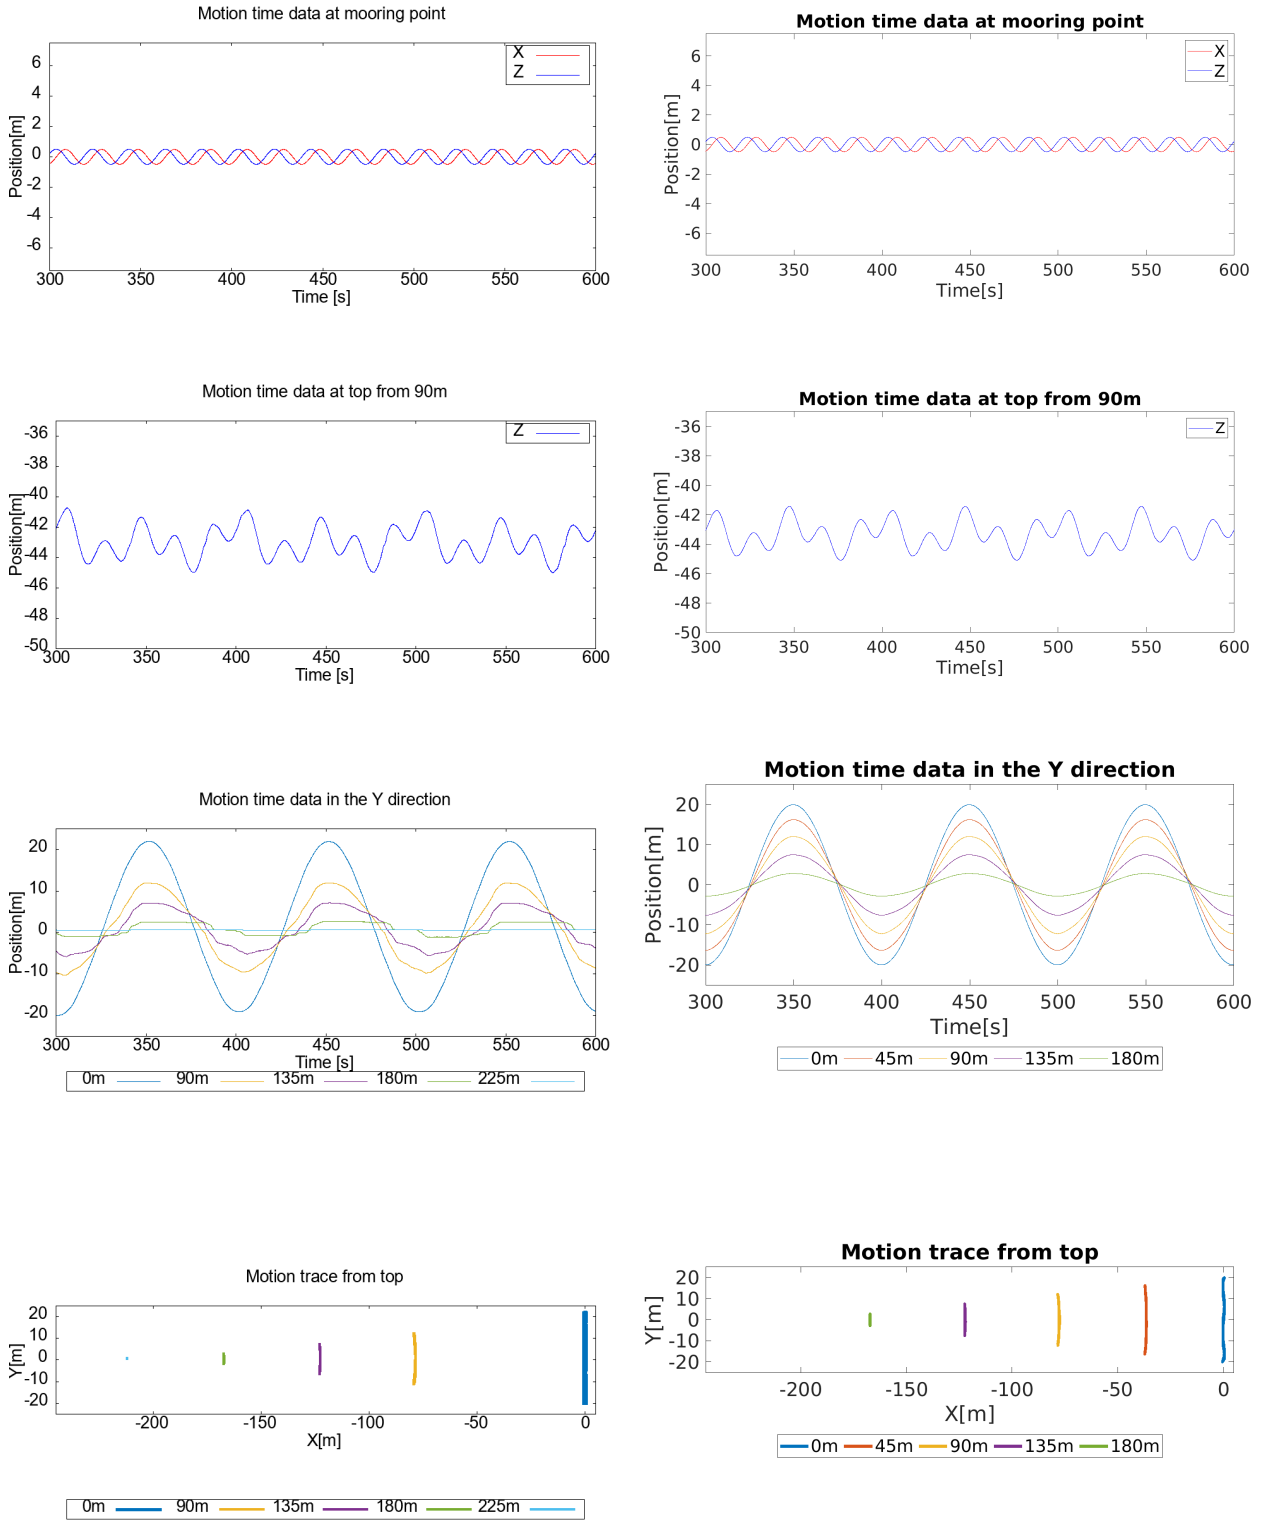 Motion time data at mooring point
X
Z
6
4
2
0
-2
-4
-6
Position[m]
300 350 400 450 500 550 600
Time [s]
Motion time data at mooring point
X
Z
6
4
2
0
-2
-4
-6
Position[m]
300 350 400 450 500 550 600
Time[s]
Motion time data at top from 90m
Z
-36
-38
-40
-42
-44
-46
-48
-50
Position[m]
300 350 400 450 500 550 600
Time [s]
Motion time data at top from 90m
Z
-36
-38
-40
-42
-44
-46
-48
-50
Position[m]
300 350 400 450 500 550 600
Time[s]
Motion time data in the Y direction
20
10
0
-10
-20
Position[m]
300 350 400 450 500 550 600
Time [s]
0m 90m 135m 180m 225m
Motion time data in the Y direction
20
10
0
-10
-20
Position[m]
300 350 400 450 500 550 600
Time[s]
0m 45m 90m 135m 180m
Motion trace from top
20
10
0
-10
-20
Y[m]
-200 -150 -100 -50 0
X[m]
0m 90m 135m 180m 225m
Motion trace from top
20
10
0
-10
-20
Y[m]
-200 -150 -100 -50 0
X[m]
0m 45m 90m 135m 180m